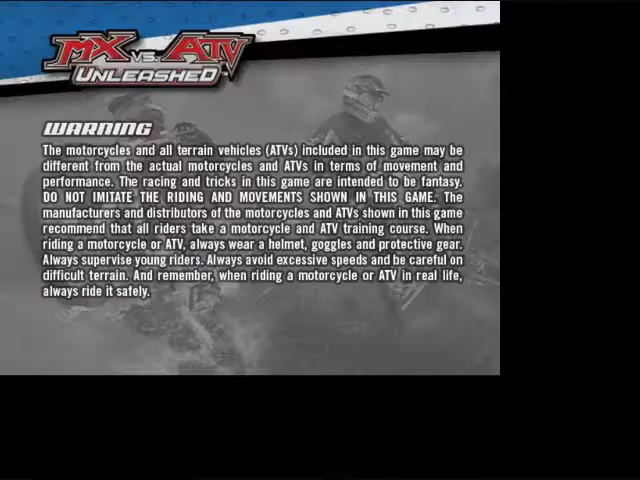 MX vs. ATV
UNLEASHED
WARNING
The motorcycles and all terrain vehicles (ATVs) included in this game may be
different from the actual motorcycles and ATVs in terms of movement and
performance. The racing and tricks in this game are intended to be fantasy.
DO NOT IMITATE THE RIDING AND MOVEMENTS SHOWN IN THIS GAME. The
manufacturers and distributors of the motorcycles and ATVs shown in this game
recommend that all riders take a motorcycle and ATV training course. When
riding a motorcycle or ATV, always wear a helmet, goggles and protective gear.
Always supervise young riders. Always avoid excessive speeds and be careful on
difficult terrain. And remember, when riding a motorcycle or ATV in real life,
always ride it safely.